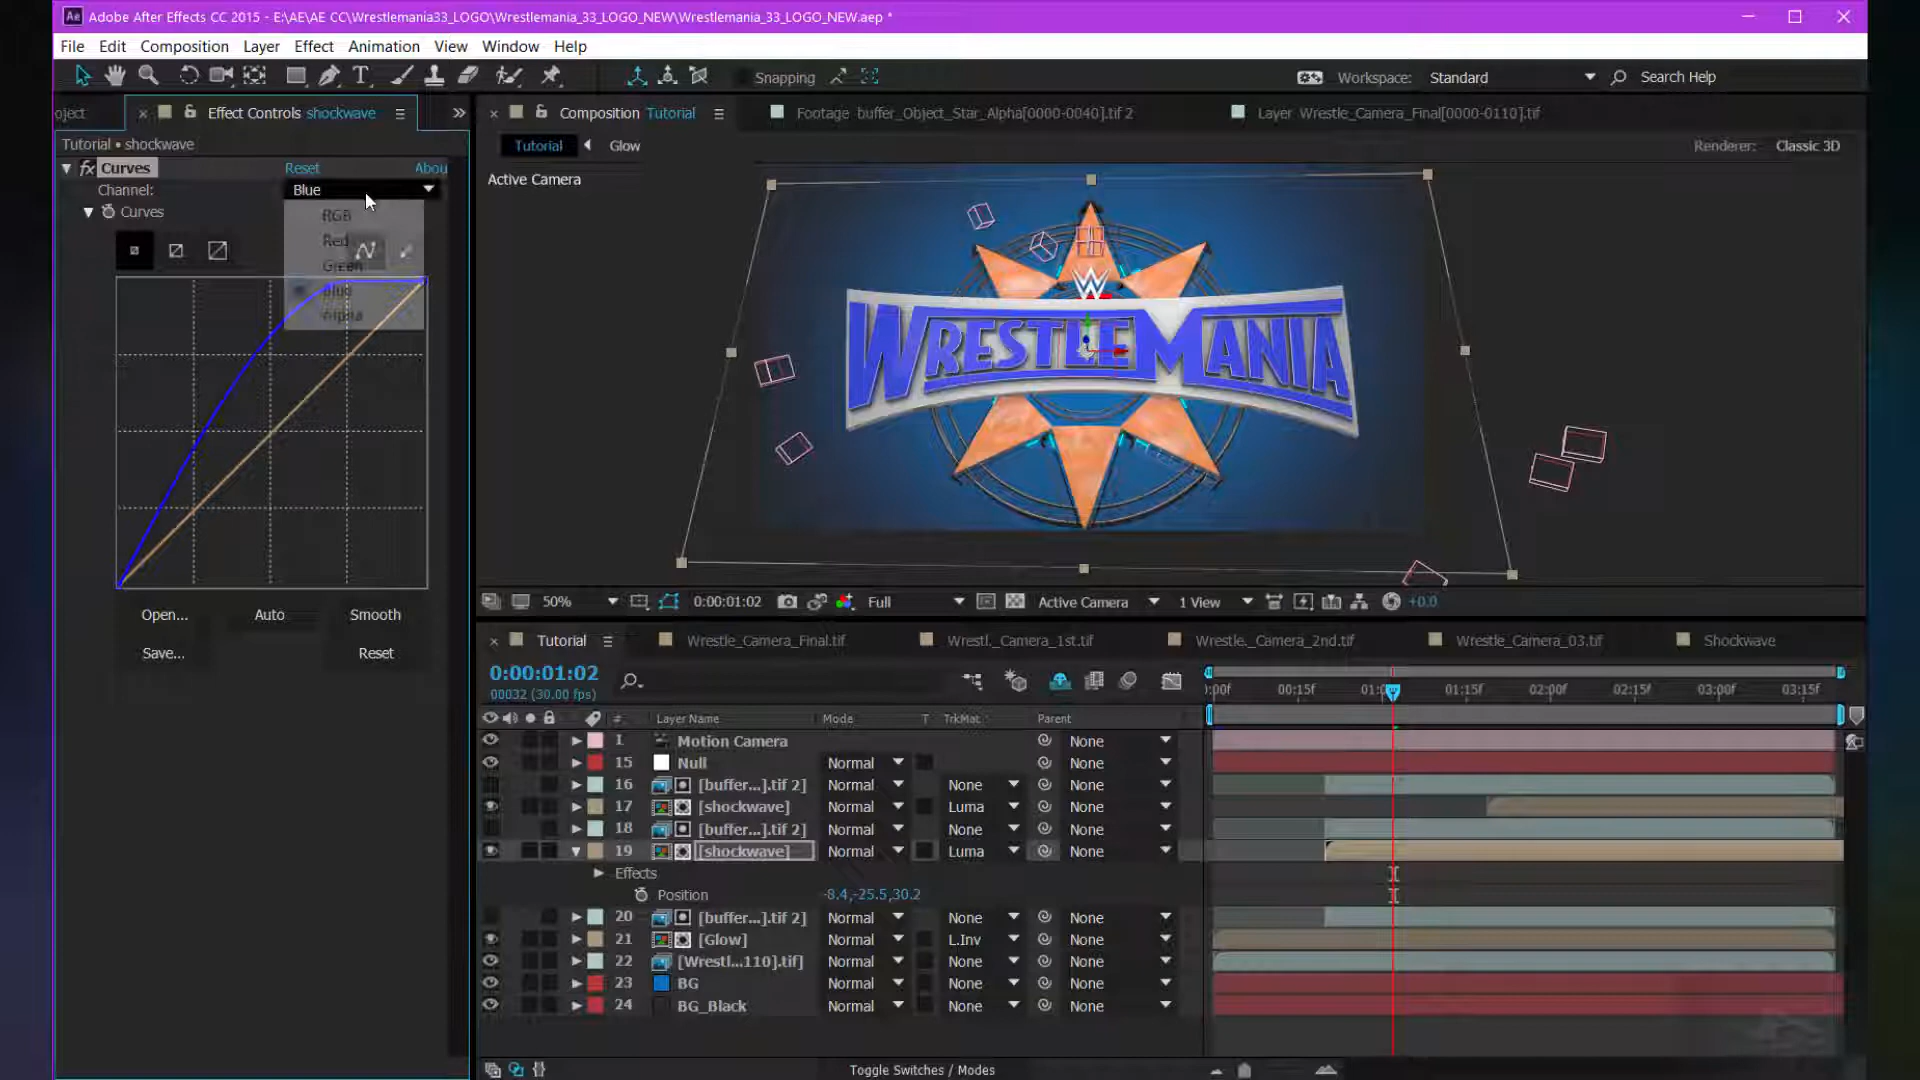 Ae Adobe After Effects CC 2015 - E:\AE\AE CC\Wrestlemania33_LOGO\Wrestlemania_33_LOGO_NEW\Wrestlemania_33_LOGO_NEW.aep *
File Edit Composition Layer Effect Animation View Window Help
Snapping Workspace: Standard Search Help
oject Effect Controls shockwave
Composition Tutorial Footage buffer_Object_Star_Alpha[0000-0040].tif 2 Layer Wrestle_Camera_Final[0000-0110].tif
Tutorial • shockwave
Tutorial Glow Renderer: Classic 3D
fx Curves Reset Abou
Channel: Blue
Curves
RGB
Red
Green
Blue
Alpha
Open... Auto Smooth
Save... Reset
Active Camera
W
WRESTLEMANIA
50% 0:00:01:02 Full Active Camera 1 View +0.0
Tutorial Wrestle_Camera_Final.tif Wrestl._Camera_1st.tif Wrestle._Camera_2nd.tif Wrestle_Camera_03.tif Shockwave
0:00:01:02
00032 (30.00 fps)
):00f 00:15f 01:0 01:15f 02:00f 02:15f 03:00f 03:15f
# Layer Name Mode T TrkMat Parent
1 Motion Camera None
15 Null Normal None
16 [buffer...].tif 2] Normal None None
17 [shockwave] Normal Luma None
18 [buffer...].tif 2] Normal None None
19 [shockwave] Normal Luma None
Effects
Position -8.4,-25.5,30.2
20 [buffer...].tif 2] Normal None None
21 [Glow] Normal L.Inv None
22 [Wrestl...110].tif] Normal None None
23 BG Normal None None
24 BG_Black Normal None None
Toggle Switches / Modes